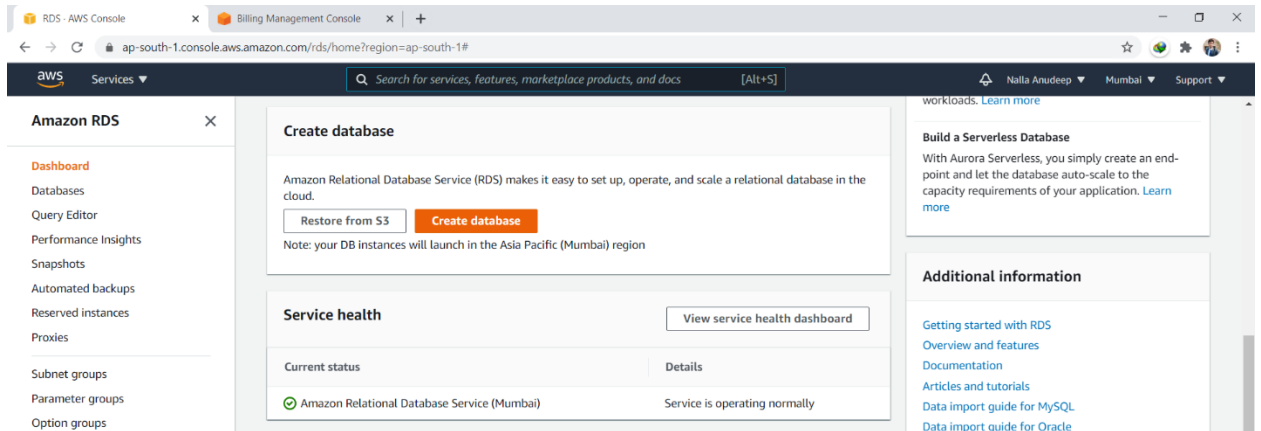 RDS · AWS Console
Billing Management Console
ap-south-1.console.aws.amazon.com/rds/home?region=ap-south-1#
aws Services
Search for services, features, marketplace products, and docs [Alt+S]
Nalla Anudeep Mumbai Support
Amazon RDS
Dashboard
Databases
Query Editor
Performance Insights
Snapshots
Automated backups
Reserved instances
Proxies
Subnet groups
Parameter groups
Option groups
Create database
Amazon Relational Database Service (RDS) makes it easy to set up, operate, and scale a relational database in the
cloud.
Restore from S3 Create database
Note: your DB instances will launch in the Asia Pacific (Mumbai) region
Service health View service health dashboard
Current status Details
Amazon Relational Database Service (Mumbai) Service is operating normally
workloads. Learn more
Build a Serverless Database
With Aurora Serverless, you simply create an end-
point and let the database auto-scale to the
capacity requirements of your application. Learn
more
Additional information
Getting started with RDS
Overview and features
Documentation
Articles and tutorials
Data import guide for MySQL
Data import guide for Oracle